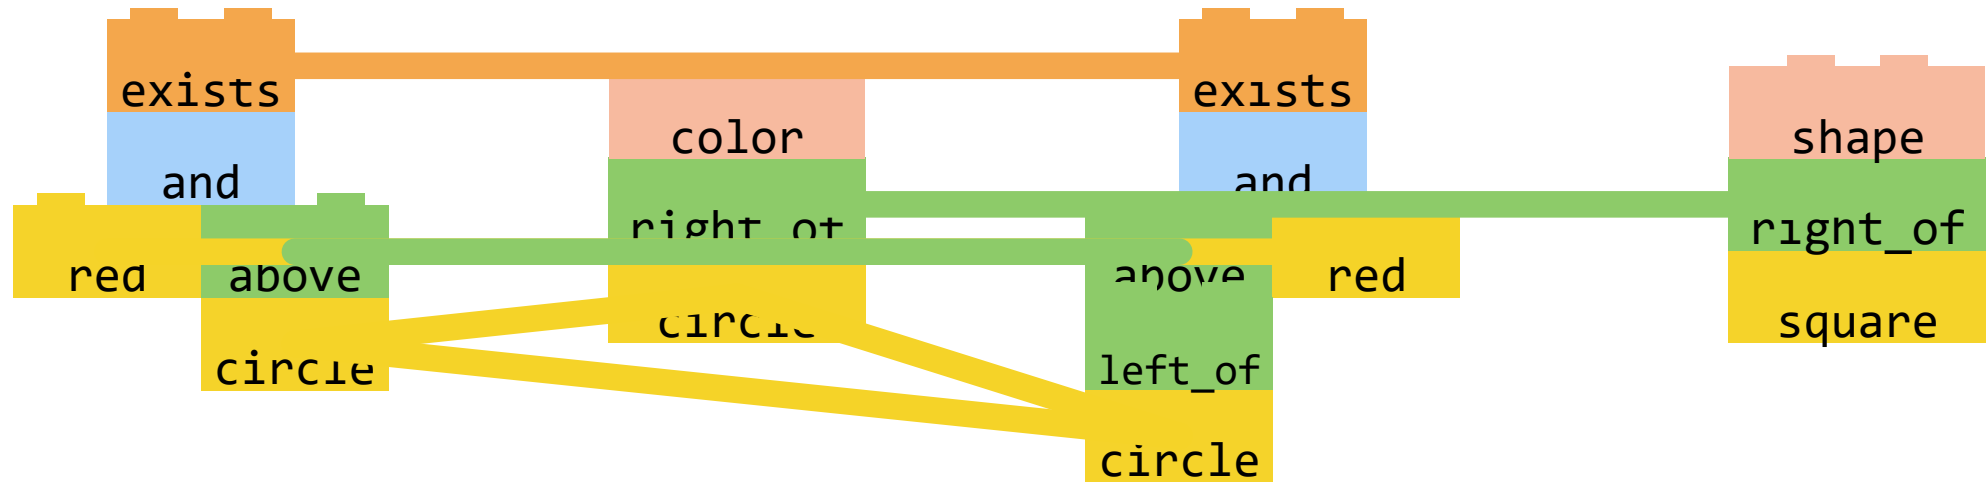 exists exists
color shape
and and
right_of right_of
red above above red
circle square
circle left_of
circle